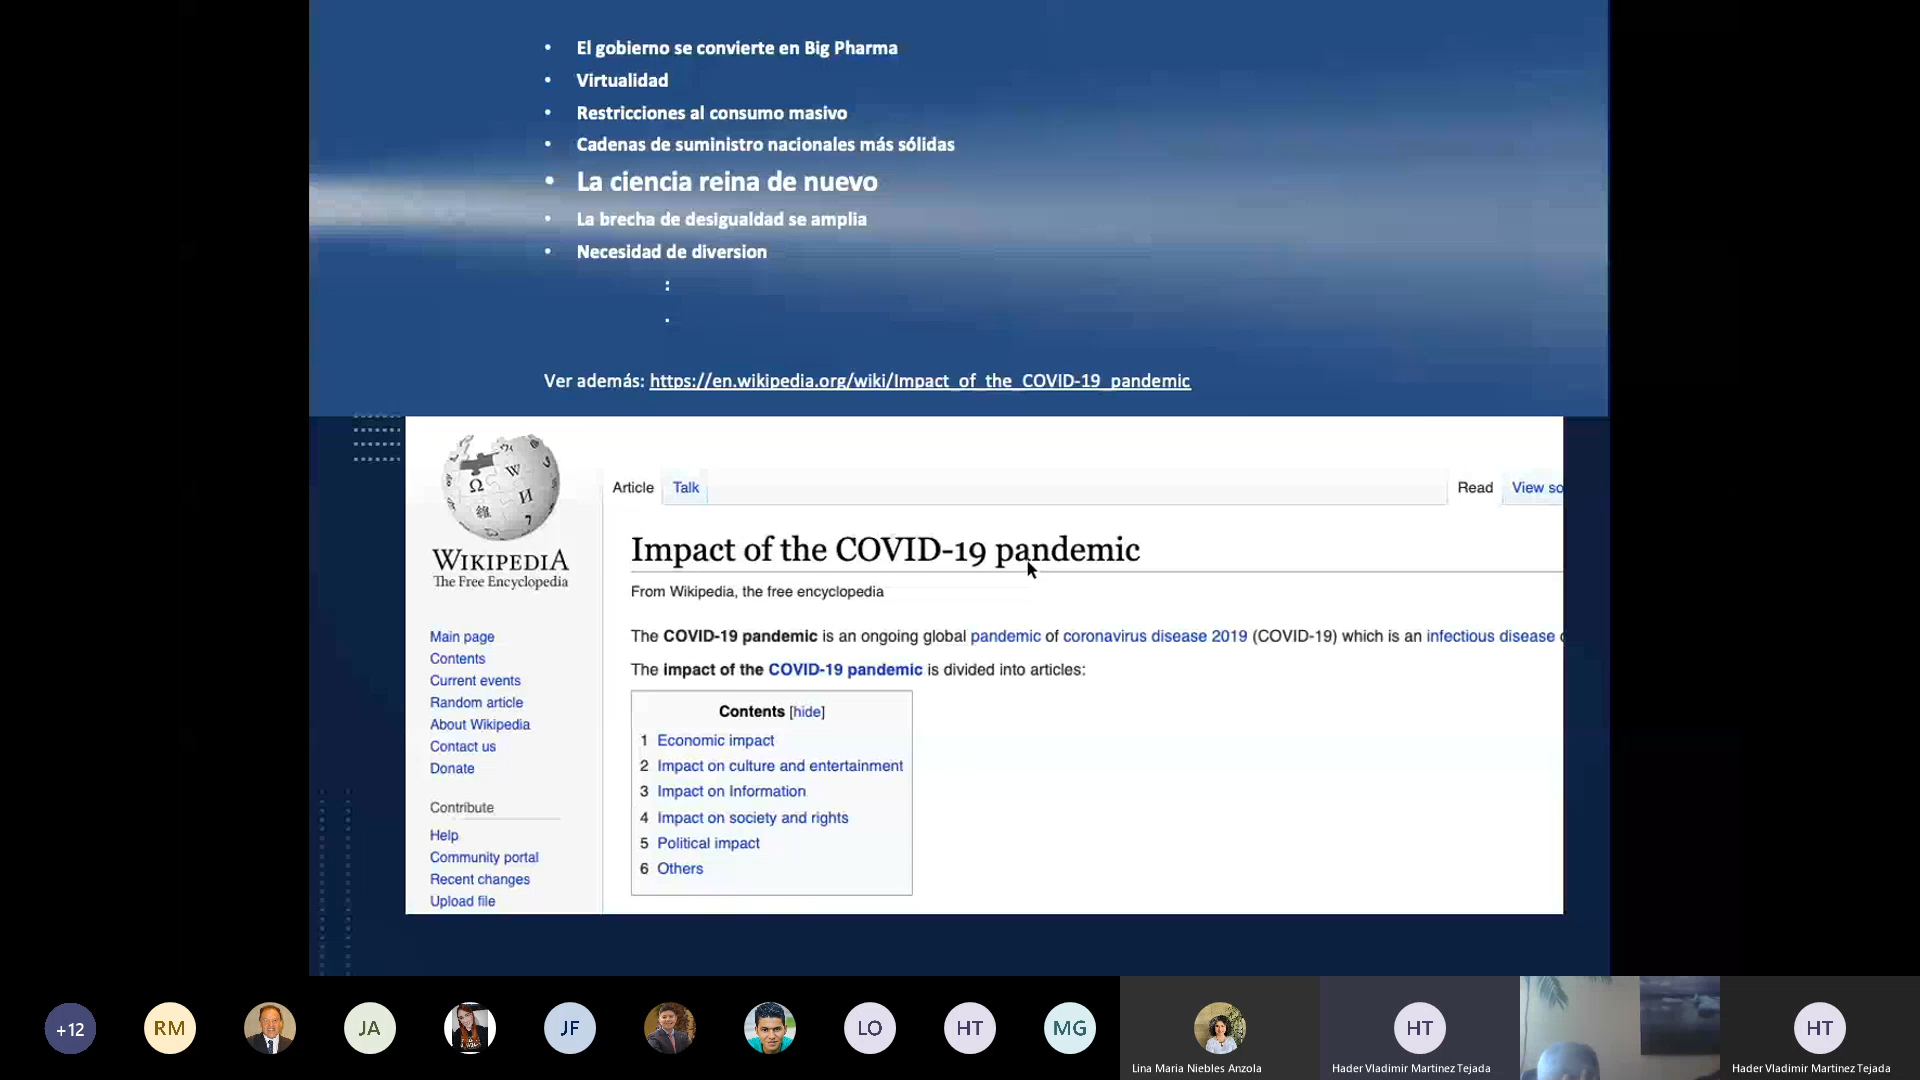 • El gobierno se convierte en Big Pharma
• Virtualidad
• Restricciones al consumo masivo
• Cadenas de suministro nacionales más sólidas
• La ciencia reina de nuevo
• La brecha de desigualdad se amplia
• Necesidad de diversion
:
.
Ver además: https://en.wikipedia.org/wiki/Impact_of_the_COVID-19_pandemic
WIKIPEDIA
The Free Encyclopedia
Main page
Contents
Current events
Random article
About Wikipedia
Contact us
Donate
Contribute
Help
Community portal
Recent changes
Upload file
Article Talk Read View so
Impact of the COVID-19 pandemic
From Wikipedia, the free encyclopedia
The COVID-19 pandemic is an ongoing global pandemic of coronavirus disease 2019 (COVID-19) which is an infectious disease
The impact of the COVID-19 pandemic is divided into articles:
Contents [hide]
1 Economic impact
2 Impact on culture and entertainment
3 Impact on Information
4 Impact on society and rights
5 Political impact
6 Others
+12 RM JA JF LO HT MG HT HT
Lina Maria Niebles Anzola Hader Vladimir Martinez Tejada Hader Vladimir Martinez Tejada